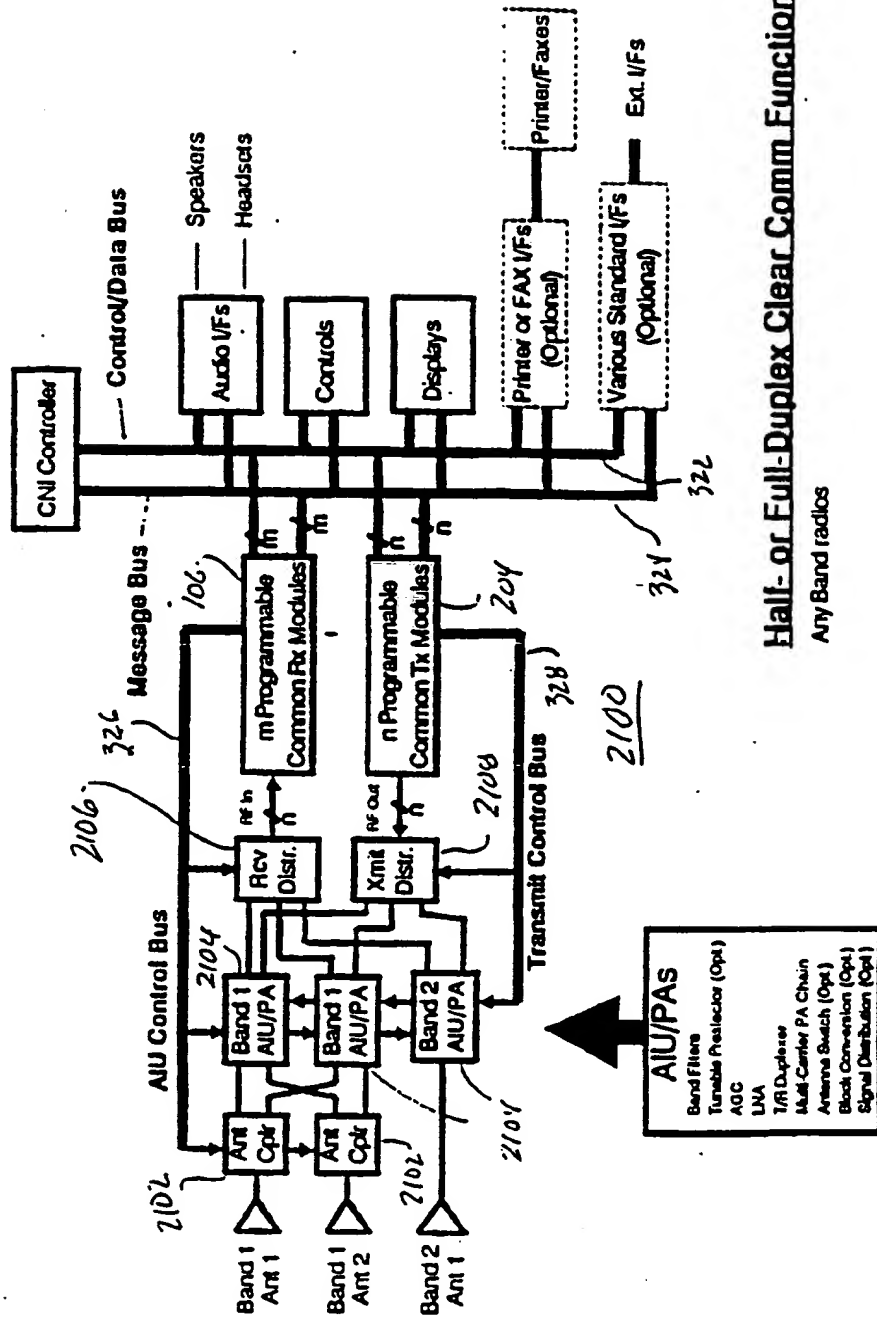 CNI Controller
Message Bus
Control/Data Bus
Speakers
Headsets
Audio I/Fs
Controls
Displays
Printer or FAX I/Fs
(Optional)
Printer/Faxes
Various Standard I/Fs
(Optional)
Ext. I/Fs
322
324
326
AIU Control Bus
106
m Programmable
Common Rx Modules
m
m
204
n Programmable
Common Tx Modules
n
n
328
Transmit Control Bus
2106
Rcv
Distr.
RF In
n
Xmit
Distr.
RF Out
n
2104
Band 1
AIU/PA
Band 1
AIU/PA
Band 2
AIU/PA
2104
2102
Ant
Cplr
Ant
Cplr
2102
Band 1
Ant 1
Band 1
Ant 2
Band 2
Ant 1
2100
AIU/PAs
Band Filters
Tunable Preselector (Opt)
AGC
LNA
T/R Duplexer
Multi-Carrier PA Chain
Antenna Switch (Opt)
Block Conversion (Opt)
Signal Distribution (Opt)
Half- or Full-Duplex Clear Comm Function
Any Band radios